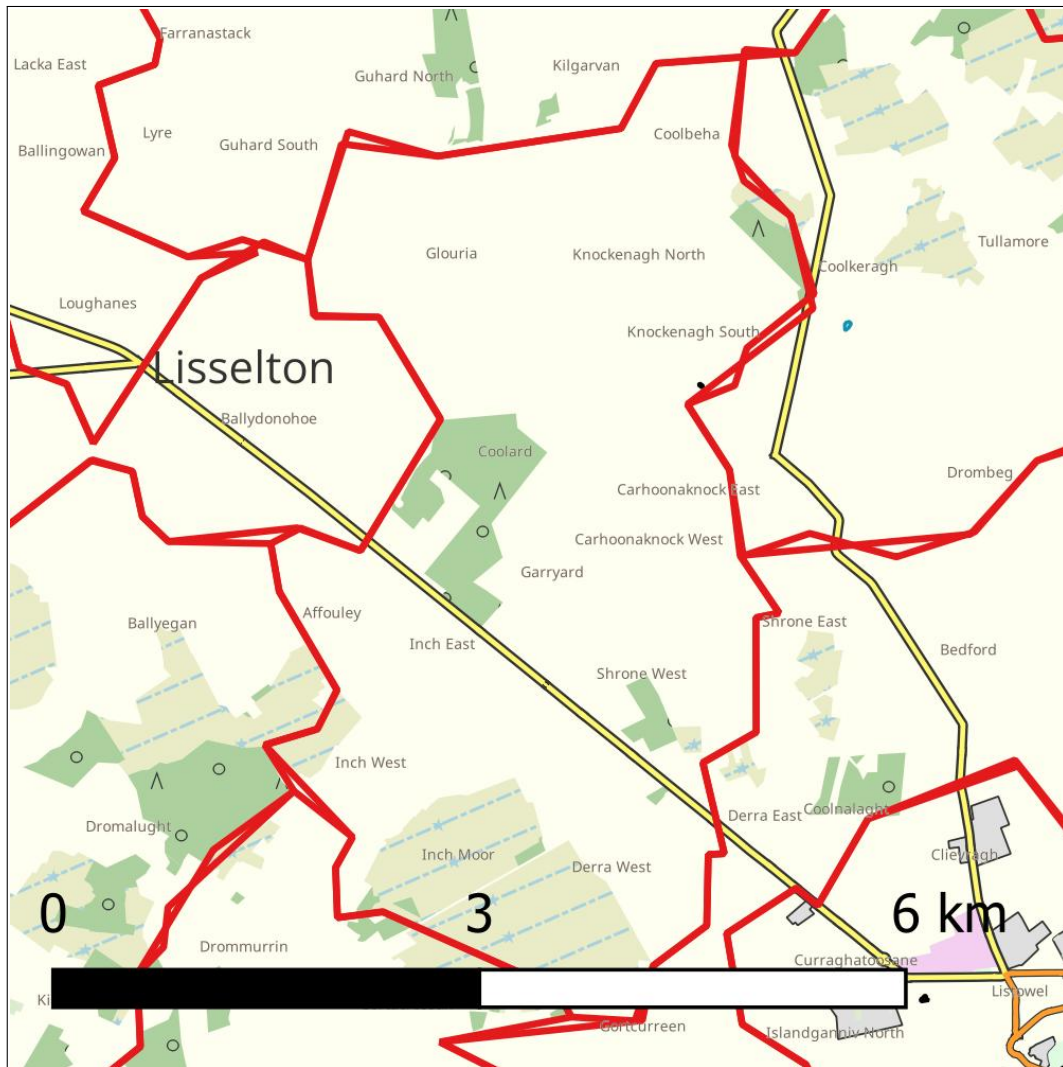 Farranastack
Lacka East
Guhard North
Kilgarvan
Lyre
Coolbeha
Ballingowan
Guhard South
Tullamore
Glouria
Knockenagh North
Coolkeragh
Loughanes
Knockenagh South
Lisselton
Ballydonohoe
Coolard
Drombeg
Carhoonaknock East
Carhoonaknock West
Garryard
Affouley
Ballyegan
Shrone East
Inch East
Bedford
Shrone West
Inch West
Coolnalaght
Derra East
Dromalught
Inch Moor
Clievragh
Derra West
0 3 6 km
Drommurrin
Curraghatoosane
Listowel
Gortcurreen
Islandganniv North